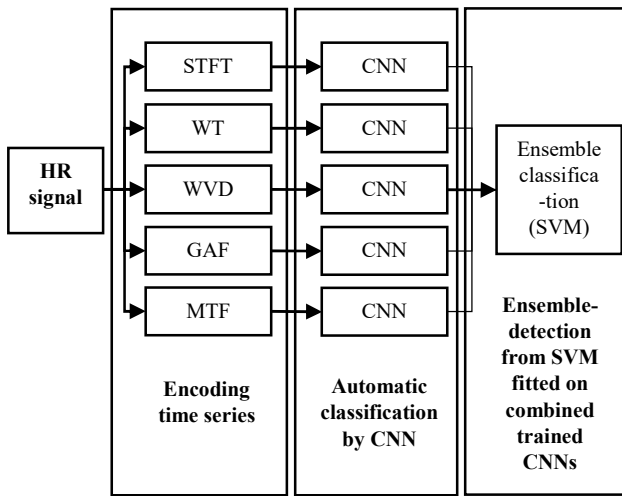 HR
signal
STFT
WT
WVD
GAF
MTF
Encoding
time series
CNN
CNN
CNN
CNN
CNN
Automatic
classification
by CNN
Ensemble
classifica
-tion
(SVM)
Ensemble-
detection
from SVM
fitted on
combined
trained
CNNs